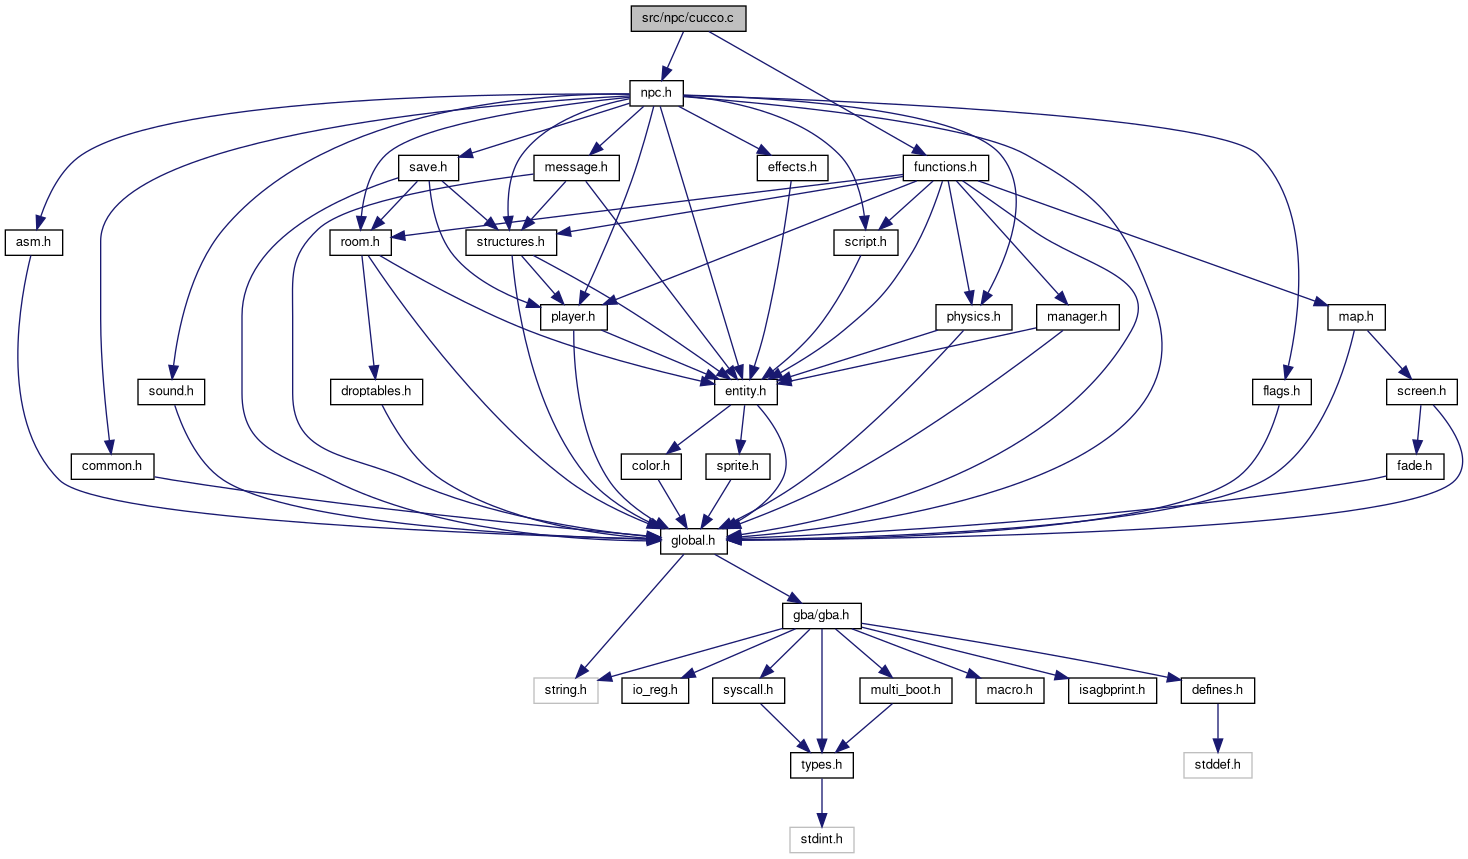 src/npc/cucco.c
npc.h
save.h
message.h
effects.h
functions.h
asm.h
room.h
structures.h
script.h
player.h
physics.h
manager.h
map.h
sound.h
droptables.h
entity.h
flags.h
screen.h
common.h
color.h
sprite.h
fade.h
global.h
gba/gba.h
string.h
io_reg.h
syscall.h
multi_boot.h
macro.h
isagbprint.h
defines.h
types.h
stddef.h
stdint.h